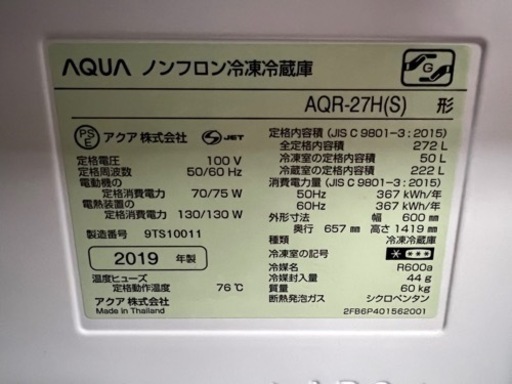 AQUA ノンフロン冷凍冷蔵庫
G
AQR-27H(S) 形
PSE アクア 株式会社 S JET
定格電圧 100 V
定格周波数 50/60 Hz
電動機の
定格消費電力 70/75 W
電熱装置の
定格消費電力 130/130 W
製造番号 9TS10011
2019 年製
温度ヒューズ
定格動作温度 76℃
アクア 株式会社
Made in Thailand
定格内容積 (JIS C 9801-3 : 2015)
全定格内容積 272 L
冷凍室の定格内容積 50 L
冷蔵室の定格内容積 222 L
消費電力量 (JIS C 9801-3 : 2015)
50Hz 367 kWh/年
60Hz 367 kWh/年
外形寸法 幅 600 mm
奥行 657 mm 高さ 1419 mm
種類 冷凍冷蔵庫
冷凍室の記号 ****
冷媒名 R600a
冷媒封入量 44 g
質量 60 kg
断熱発泡ガス シクロペンタン
2FB6P401562001